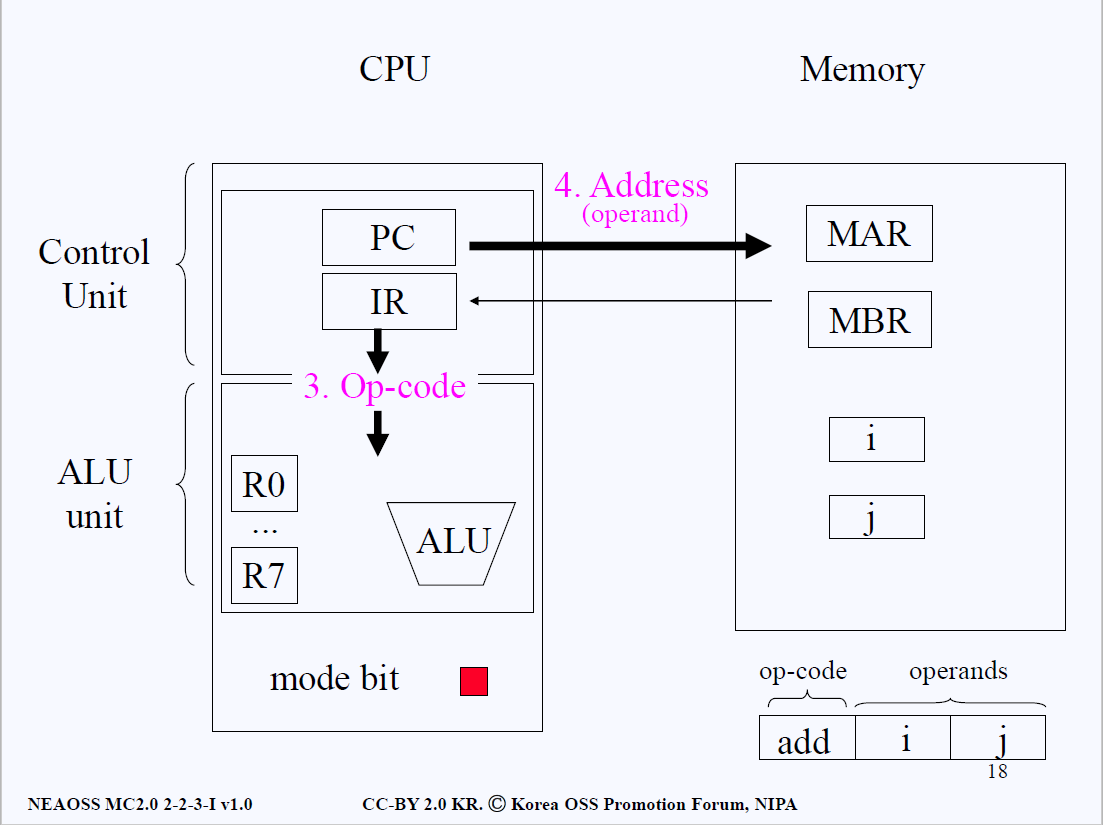 CPU
Memory
4. Address
(operand)
Control
Unit
PC
IR
MAR
MBR
3. Op-code
i
j
ALU
unit
R0
...
R7
ALU
mode bit
op-code
operands
add
i
j
18
NEAOSS MC2.0 2-2-3-I v1.0
CC-BY 2.0 KR. Ⓒ Korea OSS Promotion Forum, NIPA